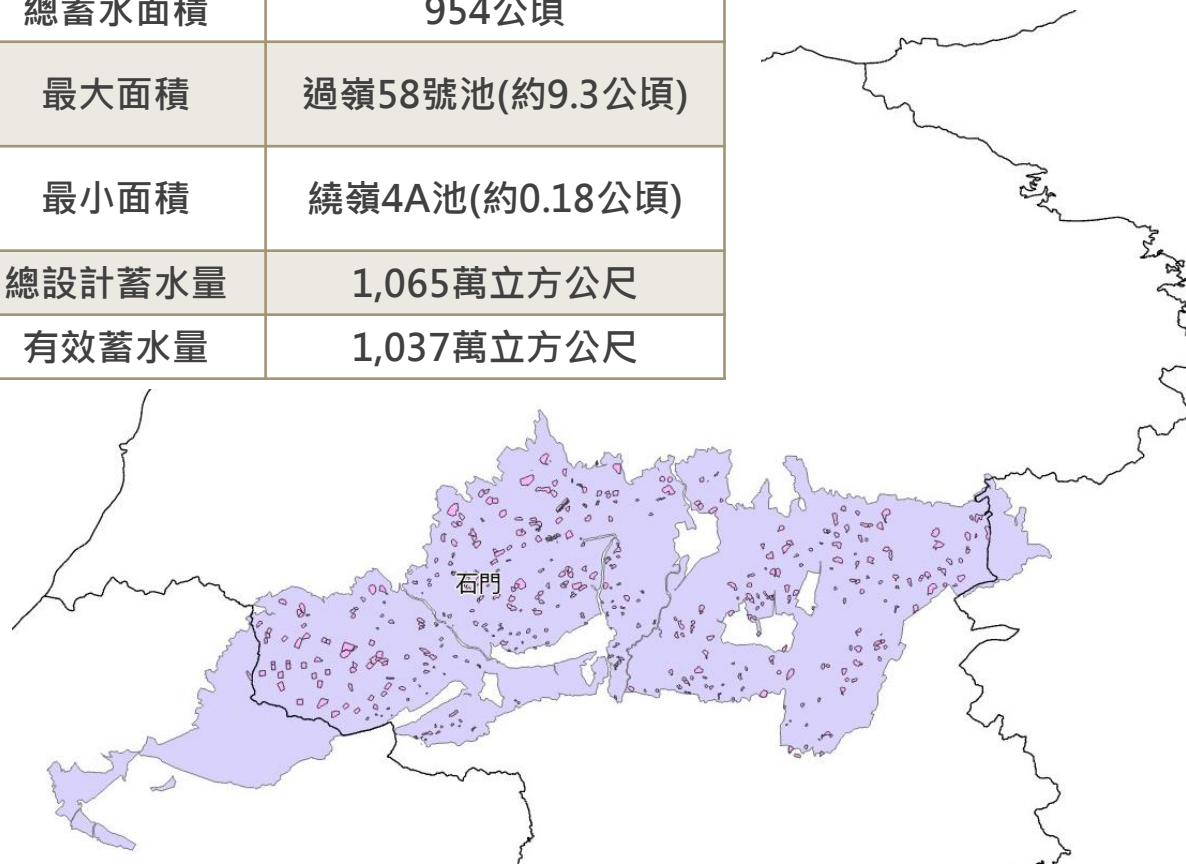 總蓄水面積 954公頃
最大面積 過嶺58號池(約9.3公頃)
最小面積 繞嶺4A池(約0.18公頃)
總設計蓄水量 1,065萬立方公尺
有效蓄水量 1,037萬立方公尺
石門